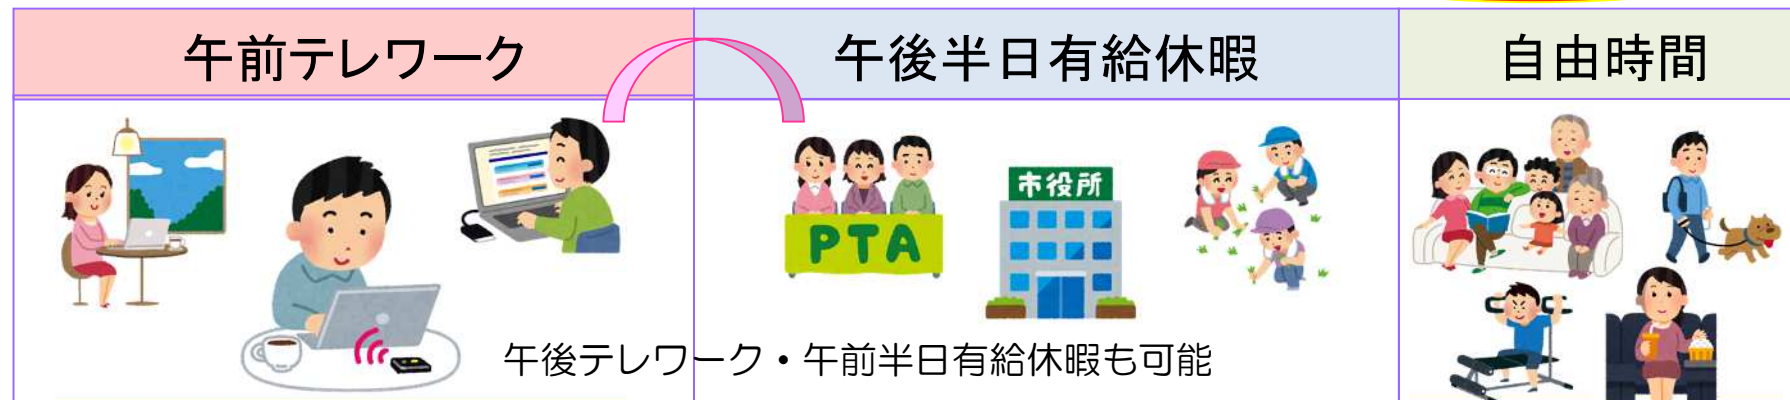 午前テレワーク
午後半日有給休暇
自由時間
PTA
市役所
午後テレワーク・午前半日有給休暇も可能